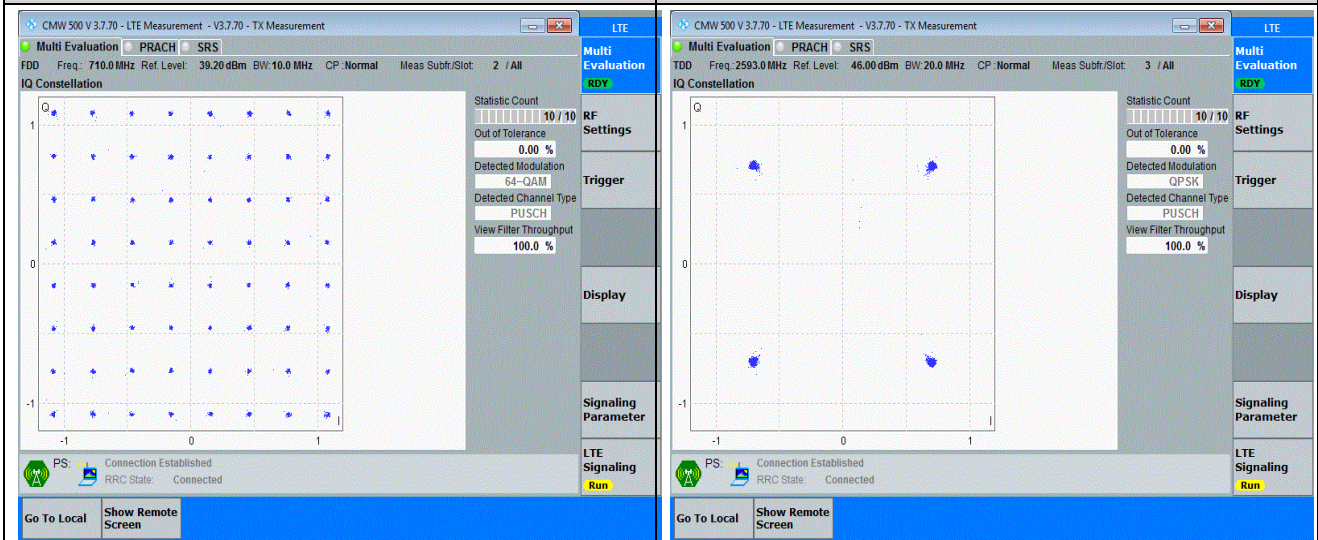 CMW 500 V 3.7.70 - LTE Measurement - V3.7.70 - TX Measurement
LTE
Multi Evaluation PRACH SRS
Multi
Evaluation
RDY
FDD Freq.: 710.0 MHz Ref. Level: 39.20 dBm BW: 10.0 MHz CP : Normal Meas Subfr./Slot: 2 / All
IQ Constellation
Q
1
0
-1
-1 0 1
I
Statistic Count
10 / 10
Out of Tolerance
0.00 %
Detected Modulation
64-QAM
Detected Channel Type
PUSCH
View Filter Throughput
100.0 %
RF
Settings
Trigger
Display
Signaling
Parameter
LTE
Signaling
Run
PS: Connection Established
RRC State: Connected
Go To Local
Show Remote
Screen
CMW 500 V 3.7.70 - LTE Measurement - V3.7.70 - TX Measurement
LTE
Multi Evaluation PRACH SRS
Multi
Evaluation
RDY
TDD Freq.: 2593.0 MHz Ref. Level: 46.00 dBm BW: 20.0 MHz CP : Normal Meas Subfr./Slot: 3 / All
IQ Constellation
Q
1
0
-1
-1 0 1
I
Statistic Count
10 / 10
Out of Tolerance
0.00 %
Detected Modulation
QPSK
Detected Channel Type
PUSCH
View Filter Throughput
100.0 %
RF
Settings
Trigger
Display
Signaling
Parameter
LTE
Signaling
Run
PS: Connection Established
RRC State: Connected
Go To Local
Show Remote
Screen